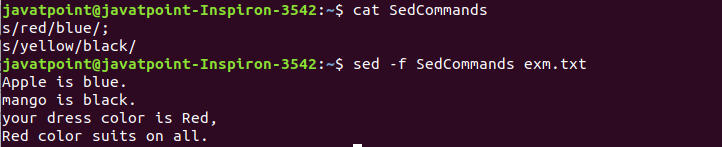 javatpoint@javatpoint-Inspiron-3542:~$ cat SedCommands
s/red/blue/;
s/yellow/black/
javatpoint@javatpoint-Inspiron-3542:~$ sed -f SedCommands exm.txt
Apple is blue.
mango is black.
your dress color is Red,
Red color suits on all.